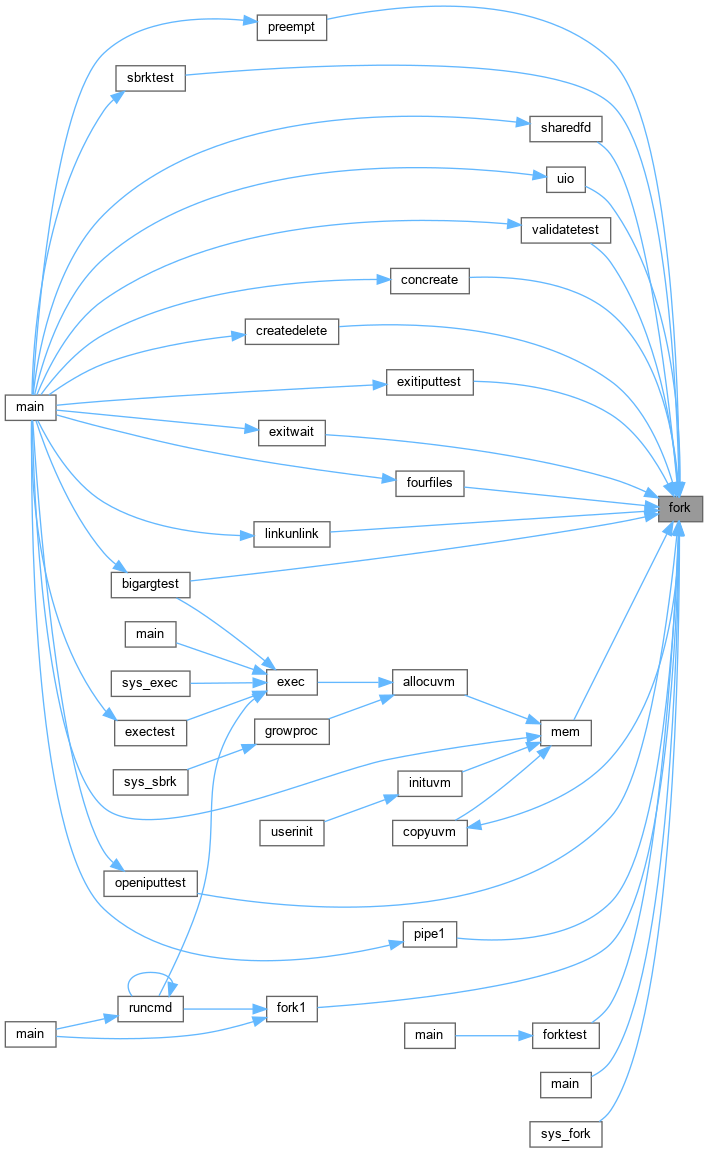 preempt
sbrktest
sharedfd
uio
validatetest
concreate
createdelete
exitiputtest
main
exitwait
fourfiles
fork
linkunlink
bigargtest
main
sys_exec
exec
allocuvm
exectest
growproc
mem
sys_sbrk
inituvm
userinit
copyuvm
openiputtest
pipe1
runcmd
fork1
main
main
forktest
main
sys_fork